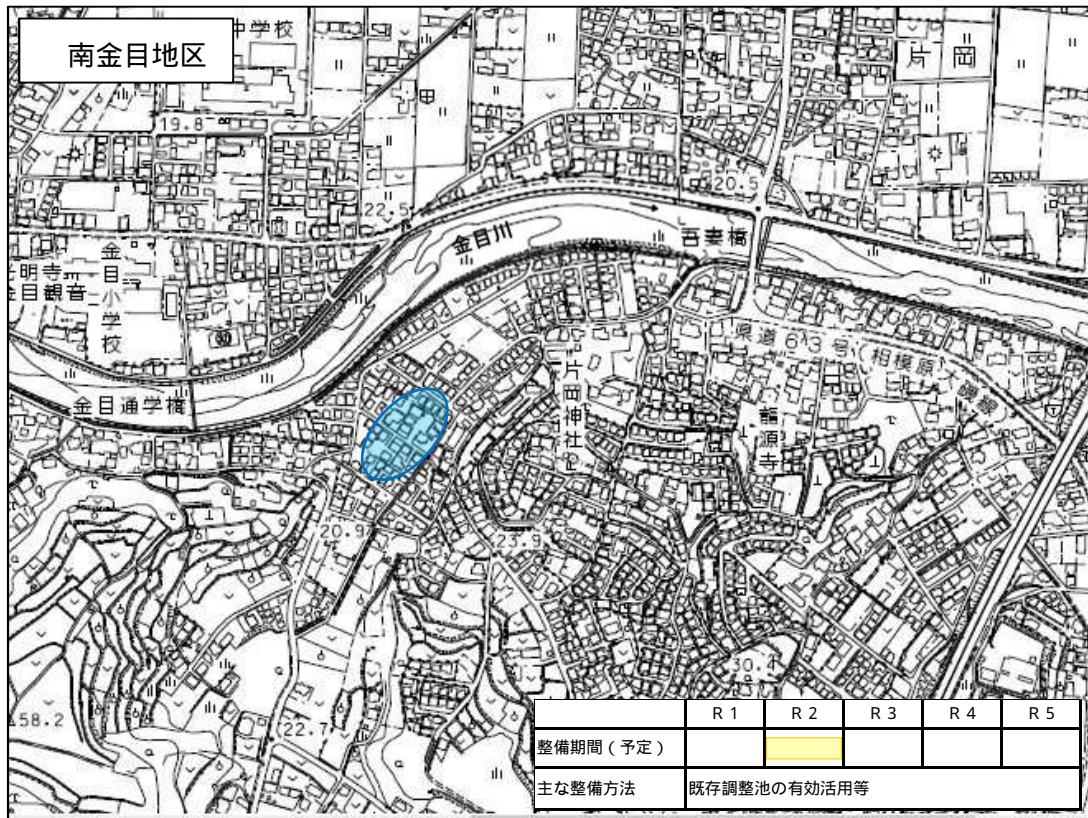 南金目地区
中学校
片岡
19.8
22.5
20.5
金目川
吾妻橋
金目小学校
金目観音
県道63号(相模原大磯線)
片岡神社
龍源寺
金目通学橋
20.9
23.9
30.4
58.2
22.7
R1 R2 R3 R4 R5
整備期間(予定)
主な整備方法 既存調整池の有効活用等